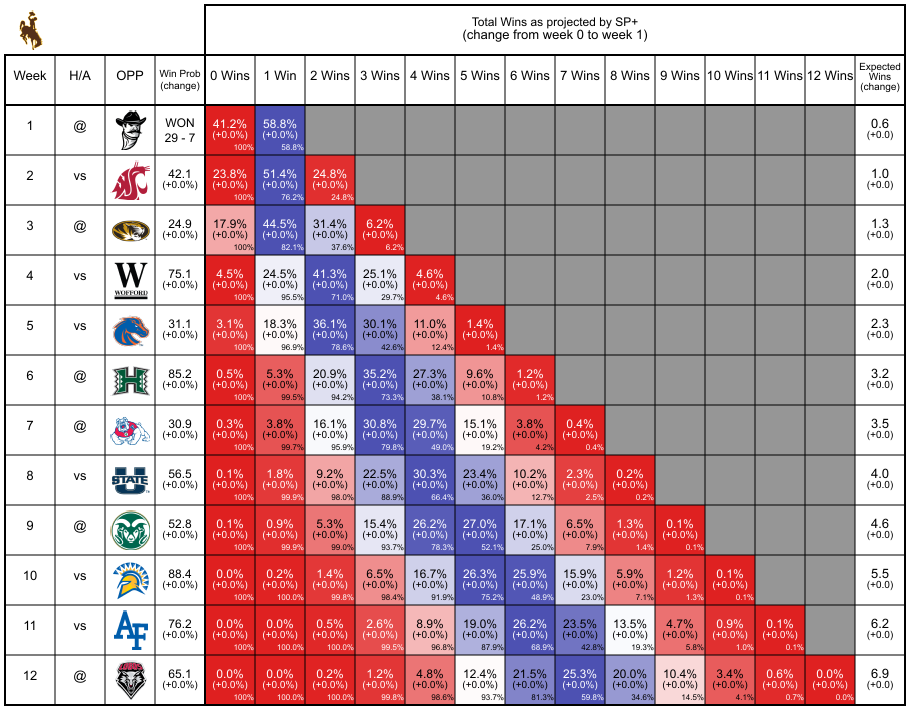 Total Wins as projected by SP+
(change from week 0 to week 1)
Week H/A OPP Win Prob (change) 0 Wins 1 Win 2 Wins 3 Wins 4 Wins 5 Wins 6 Wins 7 Wins 8 Wins 9 Wins 10 Wins 11 Wins 12 Wins Expected Wins (change)
1 @ WON 41.2% 58.8% 0.6
29 - 7 (+0.0%) (+0.0%) (+0.0)
100% 58.8%
2 vs 42.1 23.8% 51.4% 24.8% 1.0
(+0.0%) (+0.0%) (+0.0%) (+0.0%) (+0.0)
100% 76.2% 24.8%
3 @ 24.9 17.9% 44.5% 31.4% 6.2% 1.3
(+0.0%) (+0.0%) (+0.0%) (+0.0%) (+0.0%) (+0.0)
100% 82.1% 37.6% 6.2%
4 vs W WOFFORD 75.1 4.5% 24.5% 41.3% 25.1% 4.6% 2.0
(+0.0%) (+0.0%) (+0.0%) (+0.0%) (+0.0%) (+0.0%) (+0.0)
100% 95.5% 71.0% 29.7% 4.6%
5 vs 31.1 3.1% 18.3% 36.1% 30.1% 11.0% 1.4% 2.3
(+0.0%) (+0.0%) (+0.0%) (+0.0%) (+0.0%) (+0.0%) (+0.0%) (+0.0)
100% 96.9% 78.6% 42.6% 12.4% 1.4%
6 @ H 85.2 0.5% 5.3% 20.9% 35.2% 27.3% 9.6% 1.2% 3.2
(+0.0%) (+0.0%) (+0.0%) (+0.0%) (+0.0%) (+0.0%) (+0.0%) (+0.0%) (+0.0)
100% 99.5% 94.2% 73.3% 38.1% 10.8% 1.2%
7 @ 30.9 0.3% 3.8% 16.1% 30.8% 29.7% 15.1% 3.8% 0.4% 3.5
(+0.0%) (+0.0%) (+0.0%) (+0.0%) (+0.0%) (+0.0%) (+0.0%) (+0.0%) (+0.0%) (+0.0)
100% 99.7% 95.9% 79.8% 49.0% 19.2% 4.2% 0.4%
8 vs U STATE 56.5 0.1% 1.8% 9.2% 22.5% 30.3% 23.4% 10.2% 2.3% 0.2% 4.0
(+0.0%) (+0.0%) (+0.0%) (+0.0%) (+0.0%) (+0.0%) (+0.0%) (+0.0%) (+0.0%) (+0.0%) (+0.0)
100% 99.9% 98.0% 88.9% 66.4% 36.0% 12.7% 2.5% 0.2%
9 @ 52.8 0.1% 0.9% 5.3% 15.4% 26.2% 27.0% 17.1% 6.5% 1.3% 0.1% 4.6
(+0.0%) (+0.0%) (+0.0%) (+0.0%) (+0.0%) (+0.0%) (+0.0%) (+0.0%) (+0.0%) (+0.0%) (+0.0%) (+0.0)
100% 99.9% 99.0% 93.7% 78.3% 52.1% 25.0% 7.9% 1.4% 0.1%
10 vs 88.4 0.0% 0.2% 1.4% 6.5% 16.7% 26.3% 25.9% 15.9% 5.9% 1.2% 0.1% 5.5
(+0.0%) (+0.0%) (+0.0%) (+0.0%) (+0.0%) (+0.0%) (+0.0%) (+0.0%) (+0.0%) (+0.0%) (+0.0%) (+0.0%) (+0.0)
100% 100.0% 99.8% 98.4% 91.9% 75.2% 48.9% 23.0% 7.1% 1.3% 0.1%
11 vs AF 76.2 0.0% 0.0% 0.5% 2.6% 8.9% 19.0% 26.2% 23.5% 13.5% 4.7% 0.9% 0.1% 6.2
(+0.0%) (+0.0%) (+0.0%) (+0.0%) (+0.0%) (+0.0%) (+0.0%) (+0.0%) (+0.0%) (+0.0%) (+0.0%) (+0.0%) (+0.0%) (+0.0)
100% 100.0% 100.0% 99.5% 96.8% 87.9% 68.9% 42.8% 19.3% 5.8% 1.0% 0.1%
12 @ 65.1 0.0% 0.0% 0.2% 1.2% 4.8% 12.4% 21.5% 25.3% 20.0% 10.4% 3.4% 0.6% 0.0% 6.9
(+0.0%) (+0.0%) (+0.0%) (+0.0%) (+0.0%) (+0.0%) (+0.0%) (+0.0%) (+0.0%) (+0.0%) (+0.0%) (+0.0%) (+0.0%) (+0.0%) (+0.0)
100% 100.0% 100.0% 99.8% 98.6% 93.7% 81.3% 59.8% 34.6% 14.5% 4.1% 0.7% 0.0%